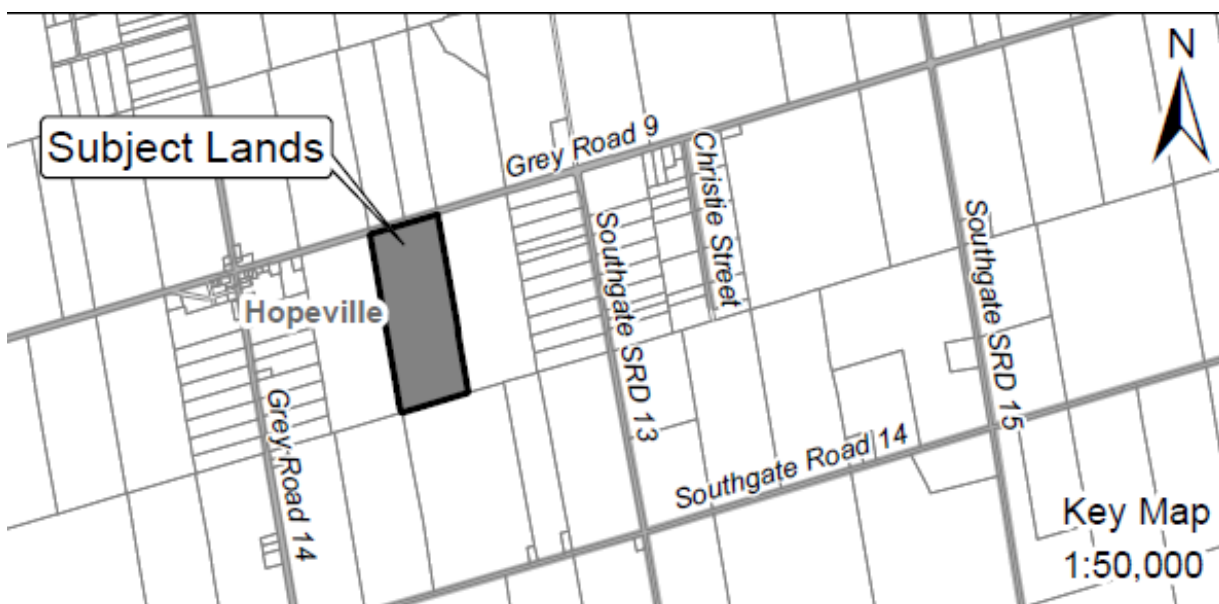 N
Subject Lands
Grey Road 9
Christie Street
Southgate SRD 13
Southgate SRD 15
Hopeville
Grey Road 14
Southgate Road 14
Key Map
1:50,000